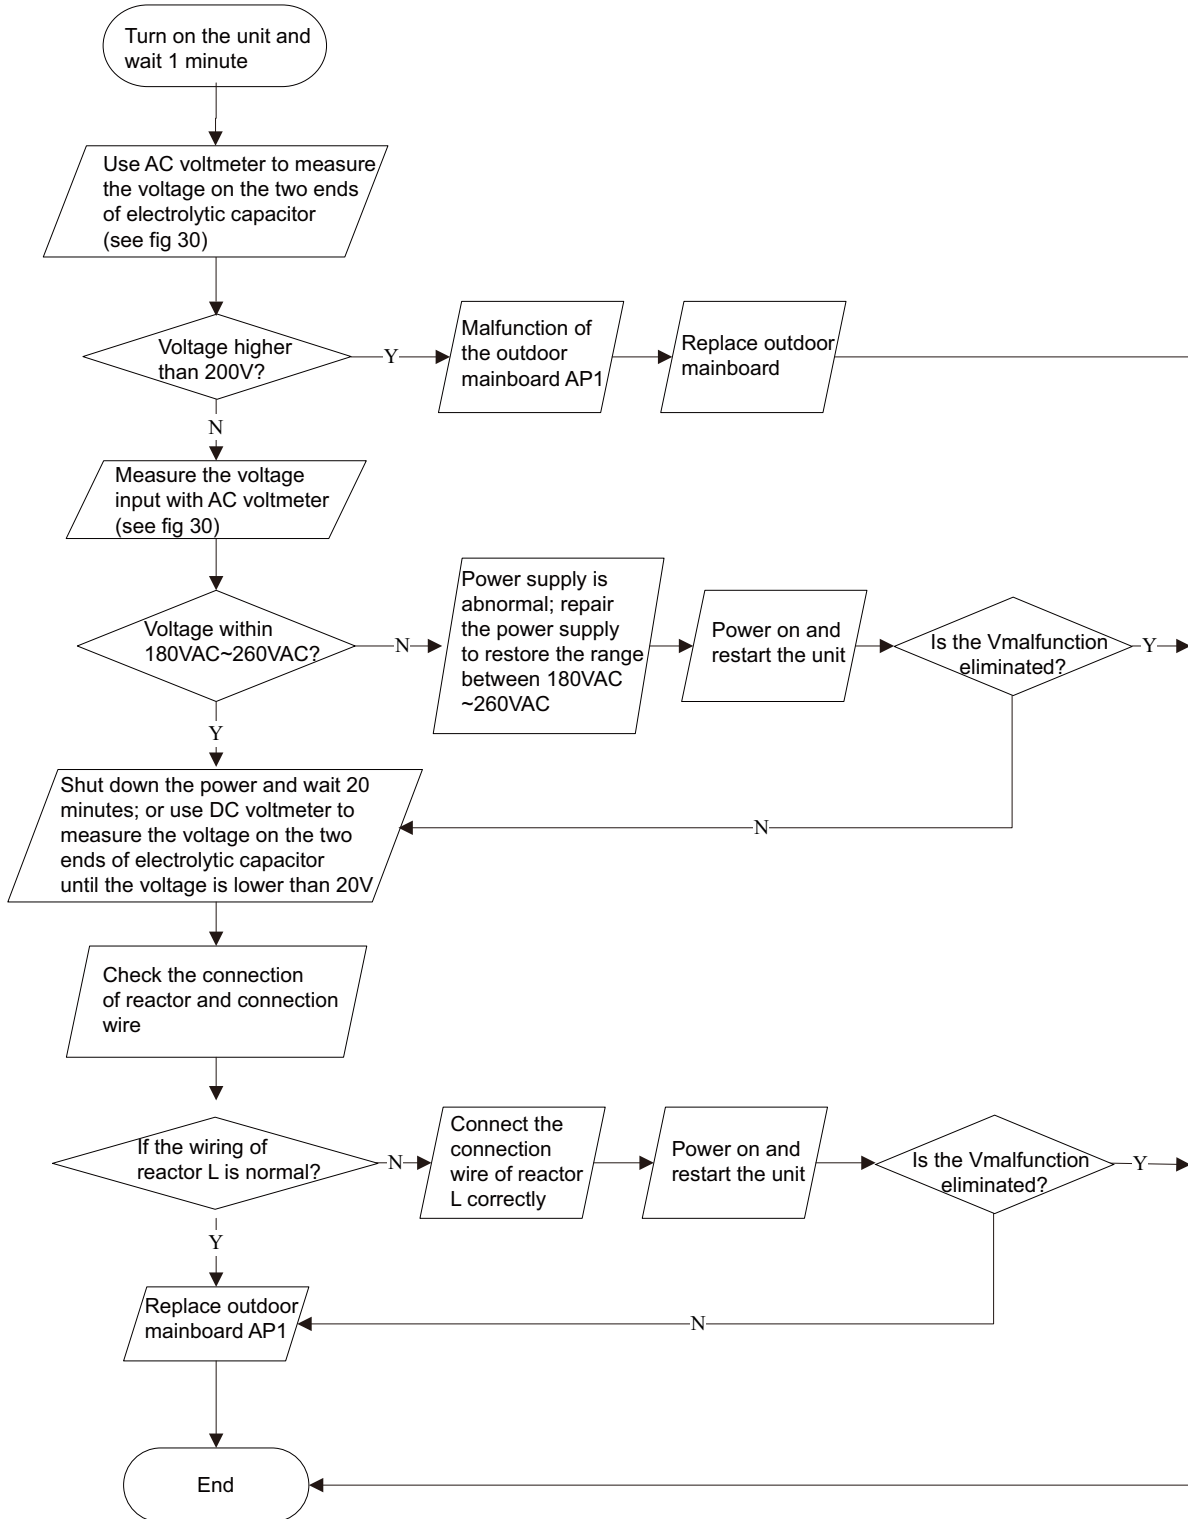 Turn on the unit and
wait 1 minute
Use AC voltmeter to measure
the voltage on the two ends
of electrolytic capacitor
(see fig 30)
Voltage higher
than 200V?
Y
Malfunction of
the outdoor
mainboard AP1
Replace outdoor
mainboard
N
Measure the voltage
input with AC voltmeter
(see fig 30)
Voltage within
180VAC~260VAC?
N
Power supply is
abnormal; repair
the power supply
to restore the range
between 180VAC
~260VAC
Power on and
restart the unit
Is the Vmalfunction
eliminated?
Y
Y
Shut down the power and wait 20
minutes; or use DC voltmeter to
measure the voltage on the two
ends of electrolytic capacitor
until the voltage is lower than 20V
N
Check the connection
of reactor and connection
wire
If the wiring of
reactor L is normal?
N
Connect the
connection
wire of reactor
L correctly
Power on and
restart the unit
Is the Vmalfunction
eliminated?
Y
Y
Replace outdoor
mainboard AP1
N
End